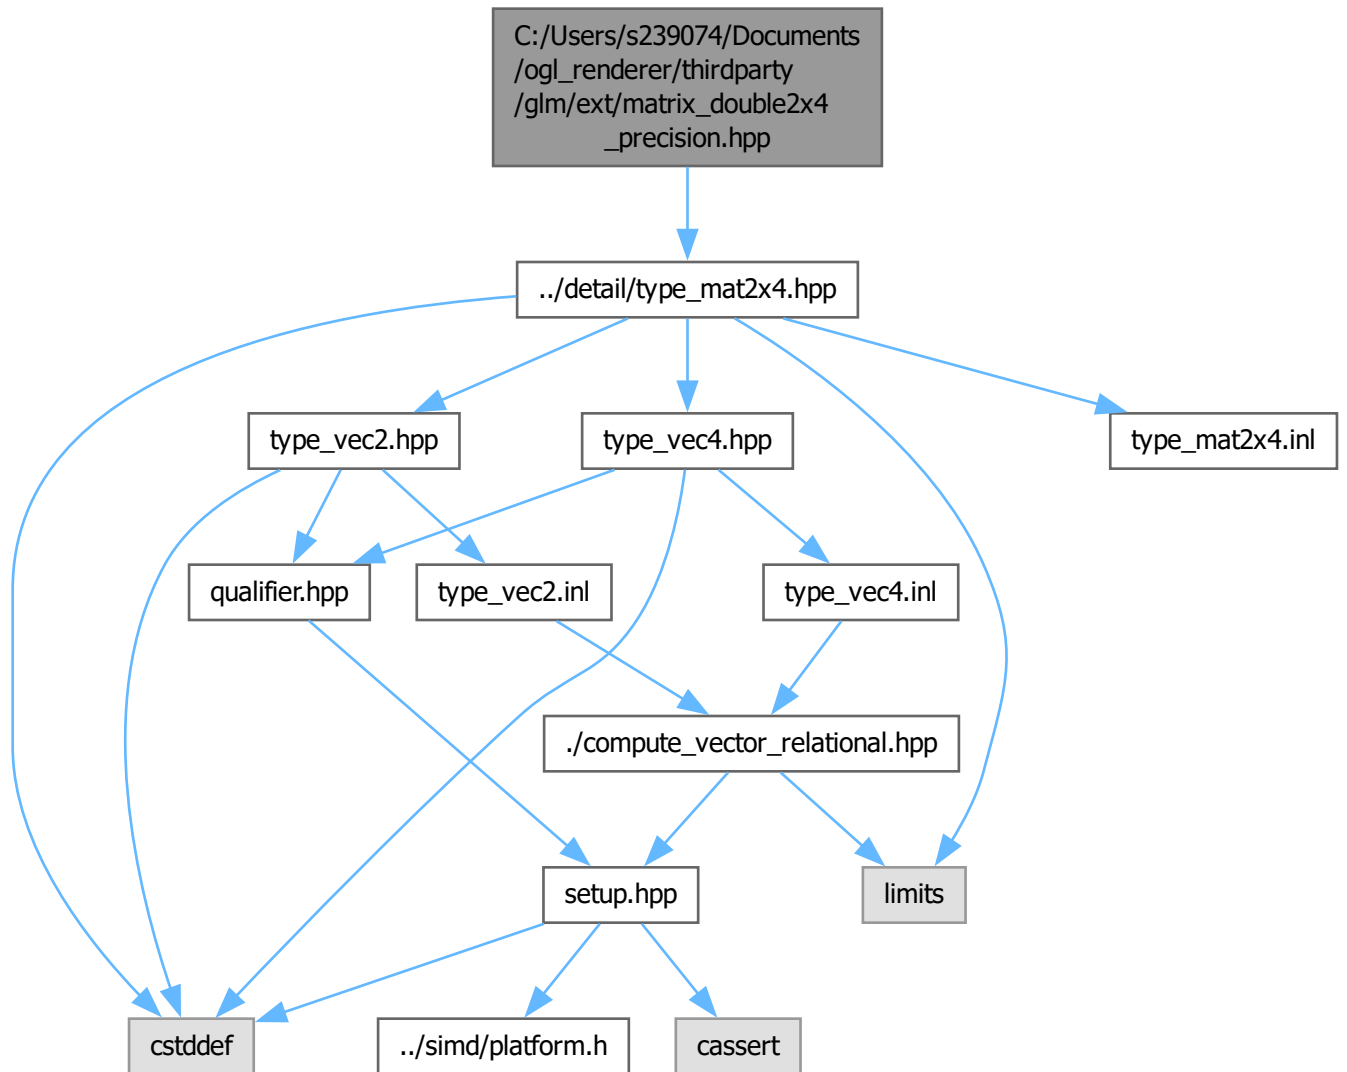 C:/Users/s239074/Documents
/ogl_renderer/thirdparty
/glm/ext/matrix_double2x4
_precision.hpp
../detail/type_mat2x4.hpp
type_vec2.hpp
type_vec4.hpp
type_mat2x4.inl
qualifier.hpp
type_vec2.inl
type_vec4.inl
./compute_vector_relational.hpp
setup.hpp
limits
cstddef
../simd/platform.h
cassert